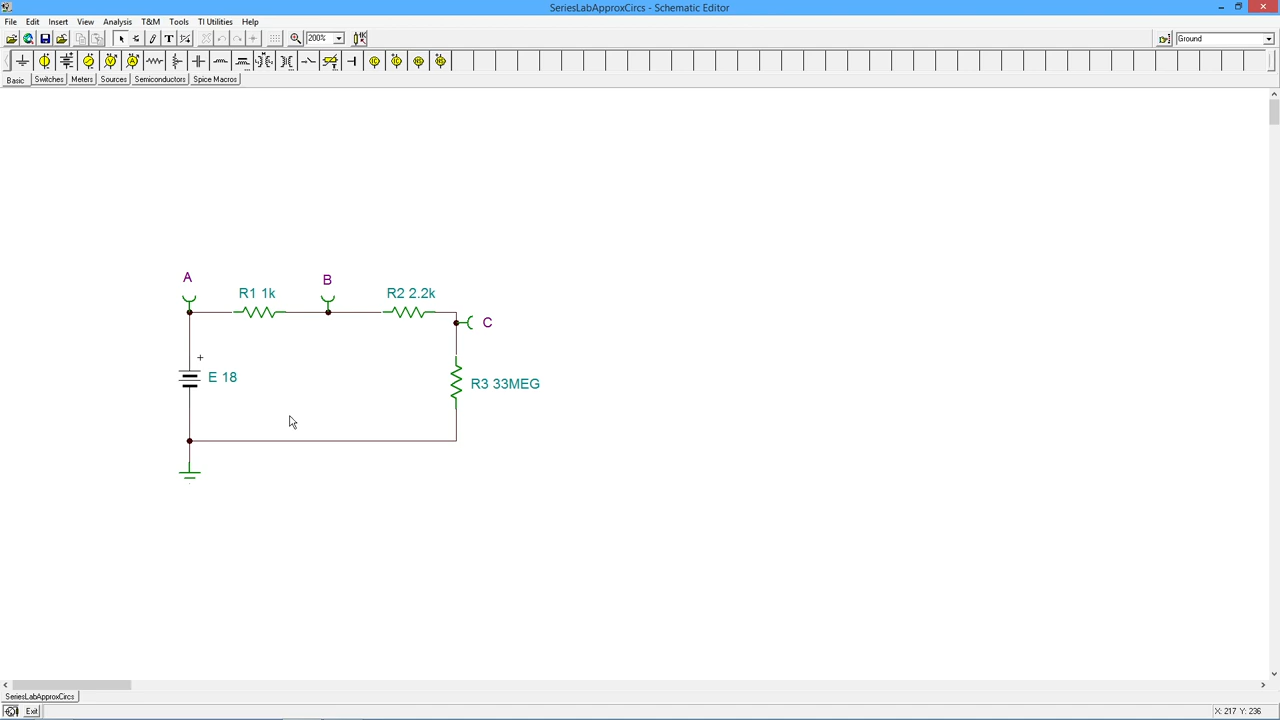 SeriesLabApproxCircs - Schematic Editor
File Edit Insert View Analysis T&M Tools TI Utilities Help
200% Ground
Basic Switches Meters Sources Semiconductors Spice Macros
A B
R1 1k R2 2.2k
C
+
E 18
R3 33MEG
SeriesLabApproxCircs
Exit X: 217 Y: 236